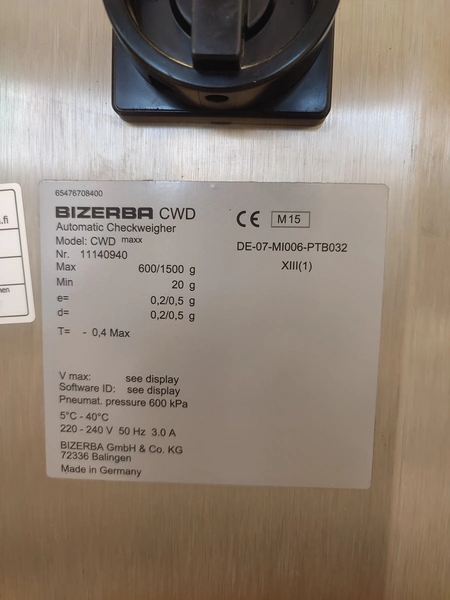 65476708400
BIZERBA CWD
Automatic Checkweigher
Model: CWD maxx
Nr. 11140940
Max 600/1500 g
Min 20 g
e= 0,2/0,5 g
d= 0,2/0,5 g
T= - 0,4 Max
CE M 15
DE-07-MI006-PTB032
XIII(1)
V max: see display
Software ID: see display
Pneumat. pressure 600 kPa
5°C - 40°C
220 - 240 V 50 Hz 3.0 A
BIZERBA GmbH & Co. KG
72336 Balingen
Made in Germany
.fi